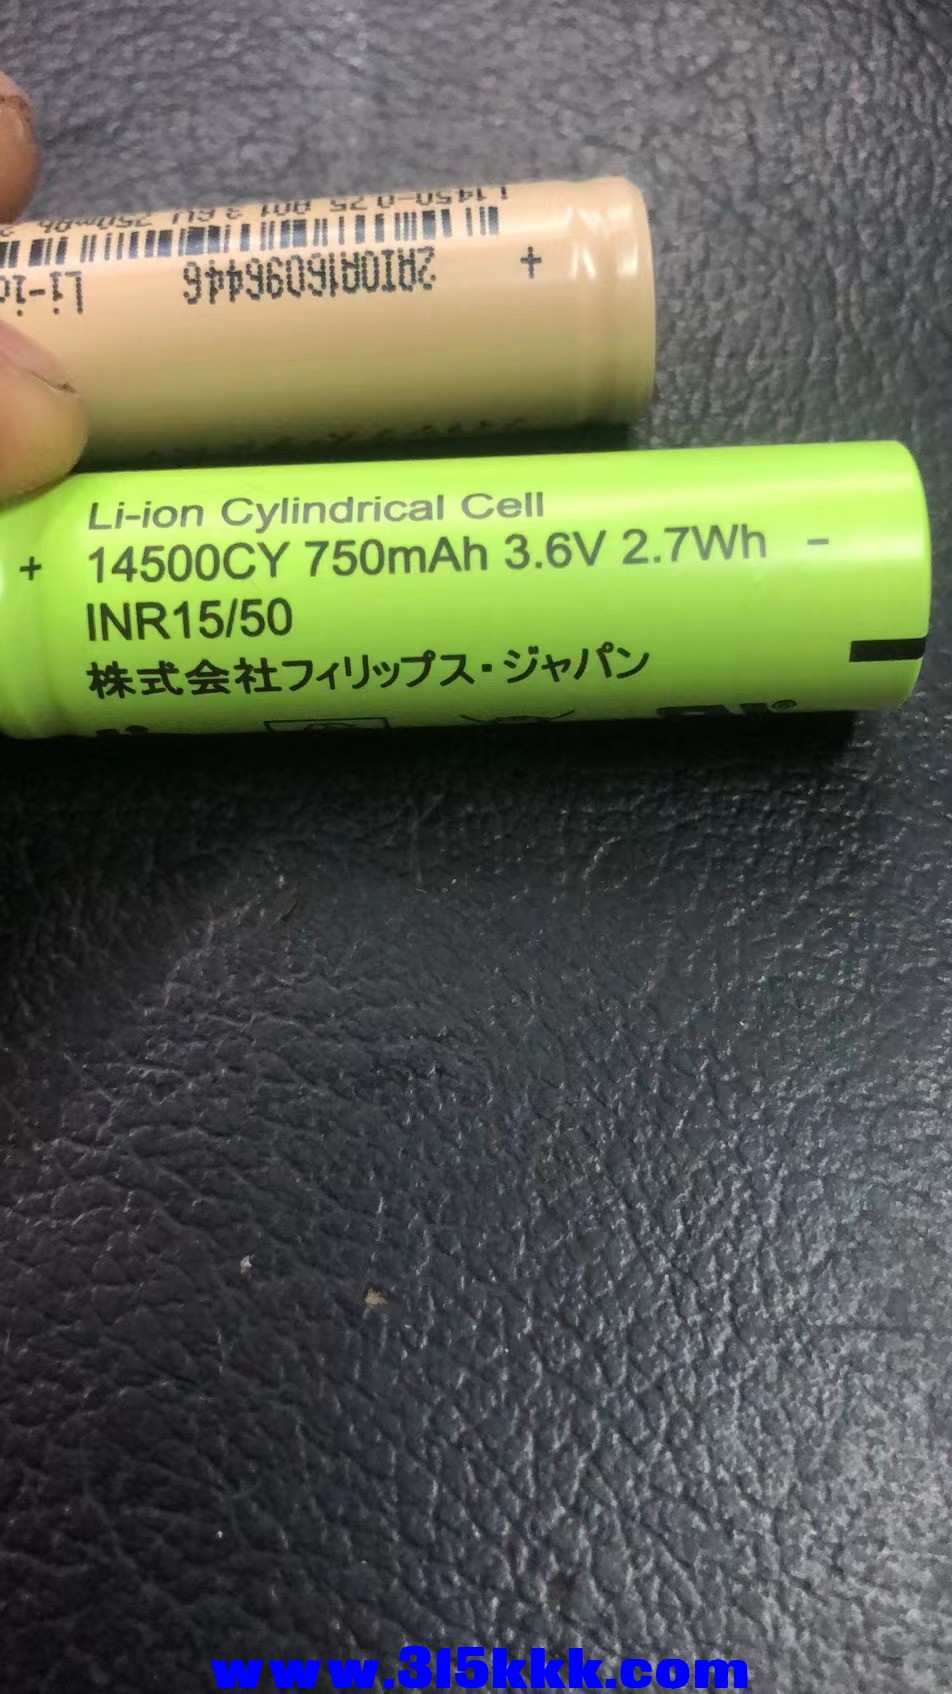 2AIOA16096446
+
Li-ion Cylindrical Cell
+ 14500CY 750mAh 3.6V 2.7Wh -
INR15/50
株式会社フィリップス・ジャパン
www.315kkk.com